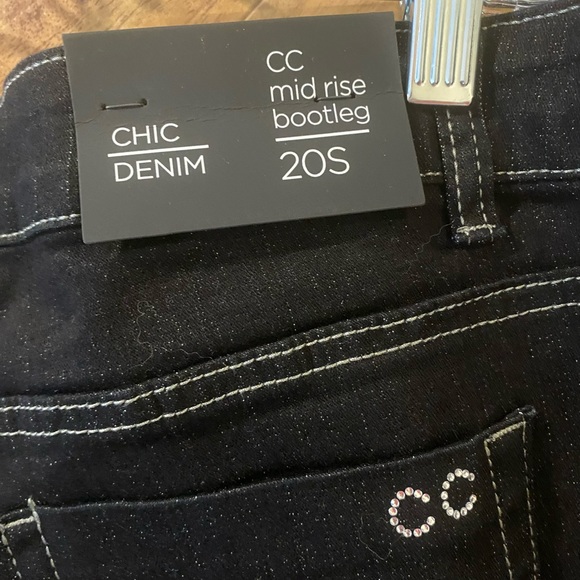 CHIC
DENIM
CC
mid rise
bootleg
20S
CC